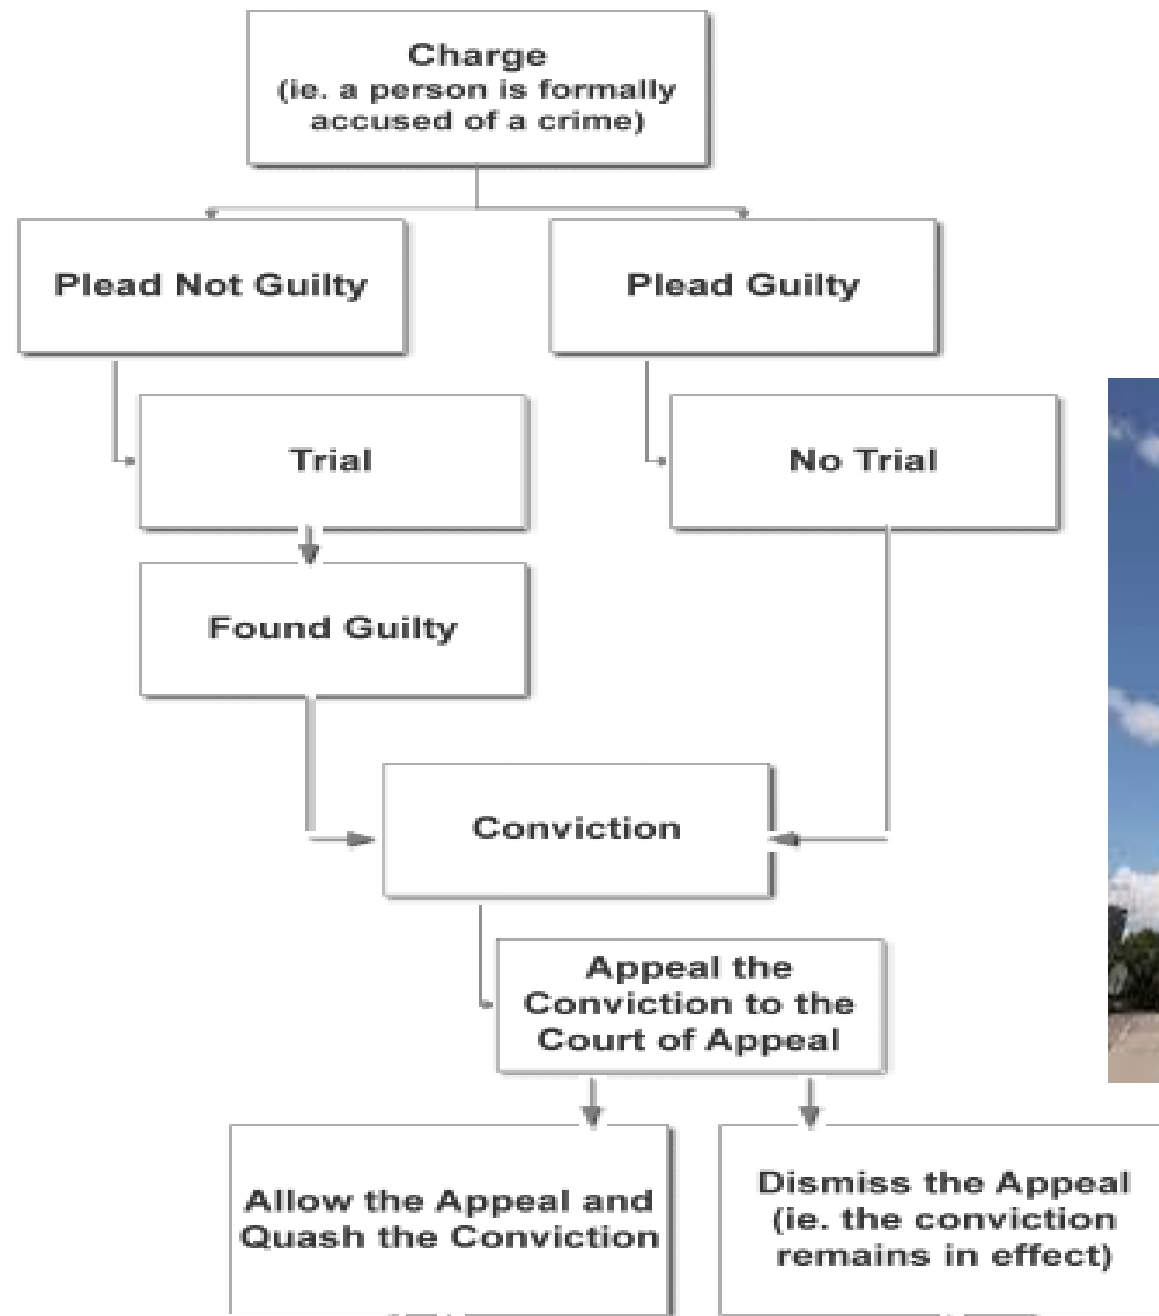 Charge
(ie. a person is formally
accused of a crime)
Plead Not Guilty
Plead Guilty
Trial
No Trial
Found Guilty
Conviction
Appeal the
Conviction to the
Court of Appeal
Allow the Appeal and
Quash the Conviction
Dismiss the Appeal
(ie. the conviction
remains in effect)